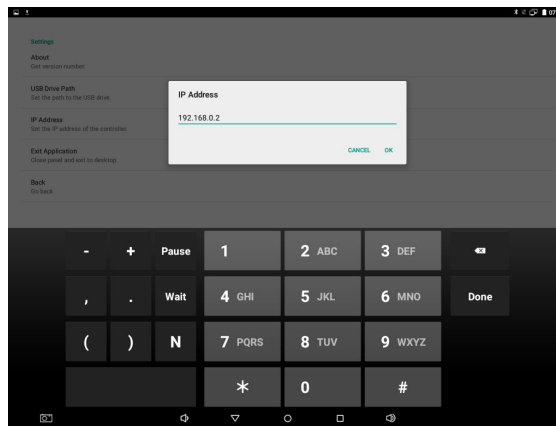 07
Settings
About
Get version number.
USB Drive Path
Set the path to the USB drive
IP Address
Set the IP address of the controller.
Exit Application
Close panel and exit to desktop.
Back
Go back
IP Address
192.168.0.2
CANCEL OK
- + Pause 1 2 ABC 3 DEF
, . Wait 4 GHI 5 JKL 6 MNO Done
( ) N 7 PQRS 8 TUV 9 WXYZ
* 0 #